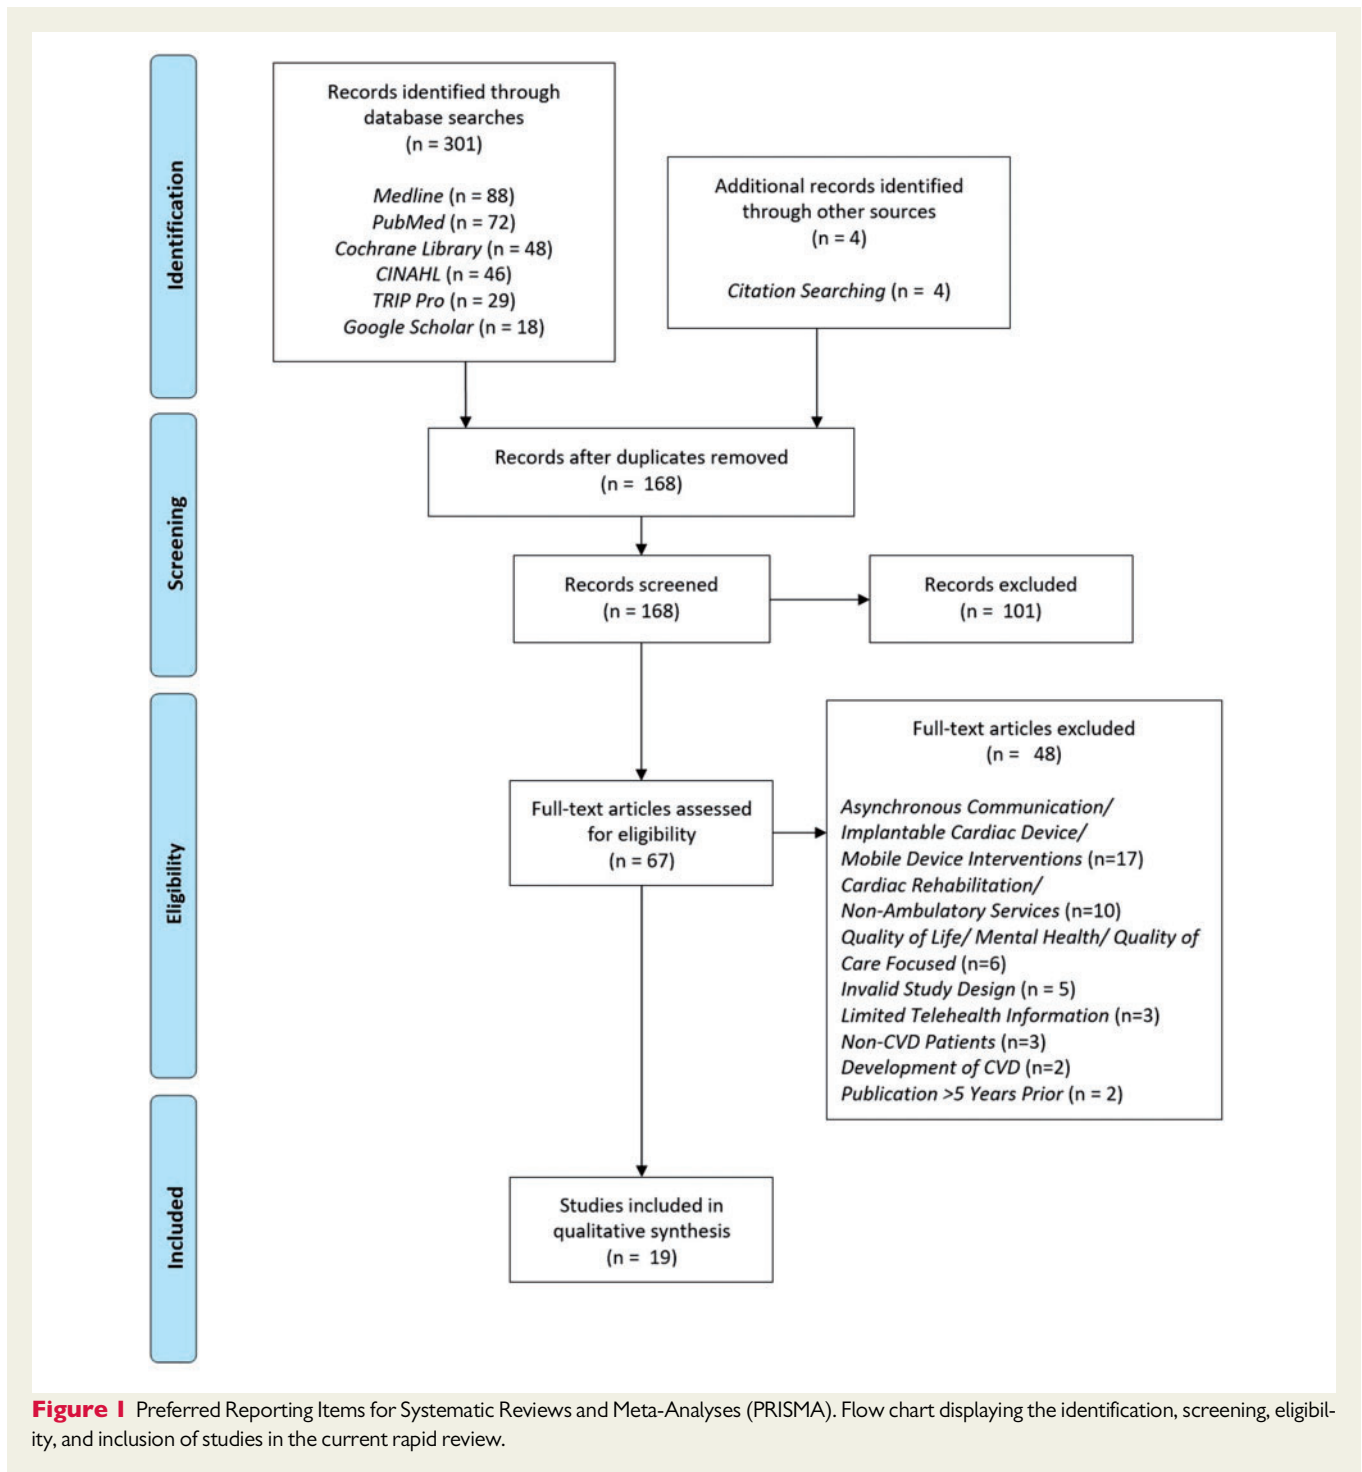 Identification
Records identified through
database searches
(n = 301)
Medline (n = 88)
PubMed (n = 72)
Cochrane Library (n = 48)
CINAHL (n = 46)
TRIP Pro (n = 29)
Google Scholar (n = 18)
Additional records identified
through other sources
(n = 4)
Citation Searching (n = 4)
Screening
Records after duplicates removed
(n = 168)
Records screened
(n = 168)
Records excluded
(n = 101)
Eligibility
Full-text articles assessed
for eligibility
(n = 67)
Full-text articles excluded
(n = 48)
Asynchronous Communication/
Implantable Cardiac Device/
Mobile Device Interventions (n=17)
Cardiac Rehabilitation/
Non-Ambulatory Services (n=10)
Quality of Life/ Mental Health/ Quality of
Care Focused (n=6)
Invalid Study Design (n = 5)
Limited Telehealth Information (n=3)
Non-CVD Patients (n=3)
Development of CVD (n=2)
Publication >5 Years Prior (n = 2)
Included
Studies included in
qualitative synthesis
(n = 19)
Figure 1 Preferred Reporting Items for Systematic Reviews and Meta-Analyses (PRISMA). Flow chart displaying the identification, screening, eligibil-
ity, and inclusion of studies in the current rapid review.